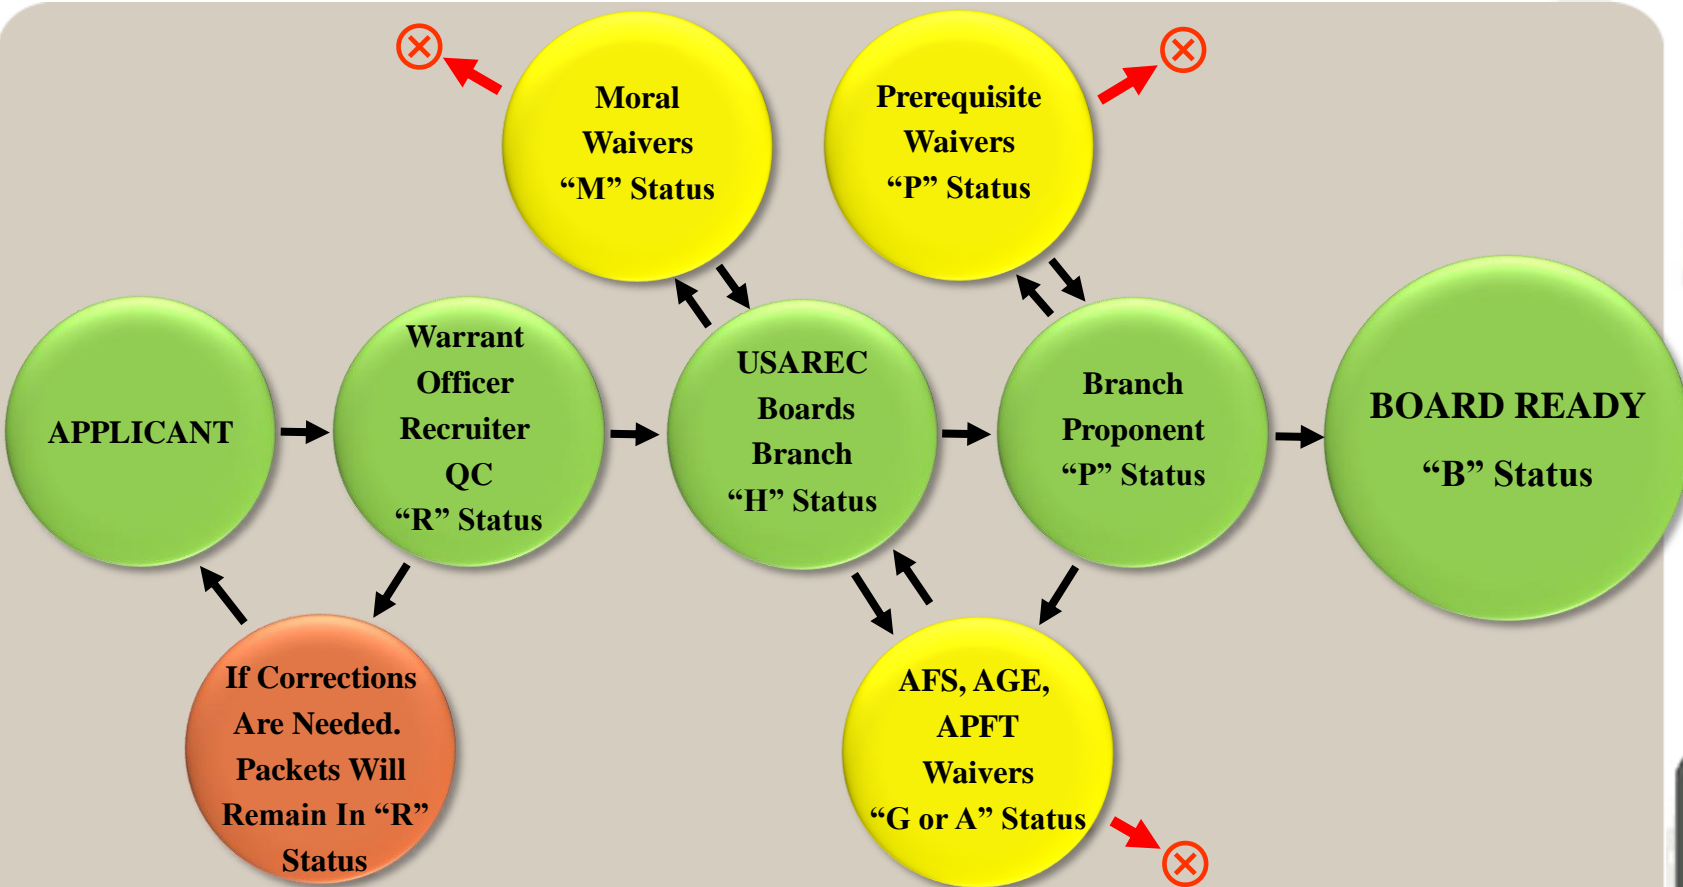 Moral
Waivers
“M” Status
Prerequisite
Waivers
“P” Status
APPLICANT
Warrant
Officer
Recruiter
QC
“R” Status
USAREC
Boards
Branch
“H” Status
Branch
Proponent
“P” Status
BOARD READY
“B” Status
If Corrections
Are Needed.
Packets Will
Remain In “R”
Status
AFS, AGE,
APFT
Waivers
“G or A” Status